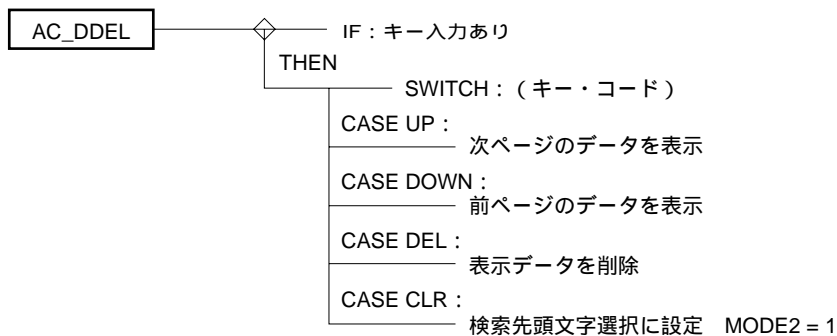 AC_DDEL
IF：キー入力あり
THEN
SWITCH：（キー・コード）
CASE UP：
次ページのデータを表示
CASE DOWN：
前ページのデータを表示
CASE DEL：
表示データを削除
CASE CLR：
検索先頭文字選択に設定　MODE2 = 1